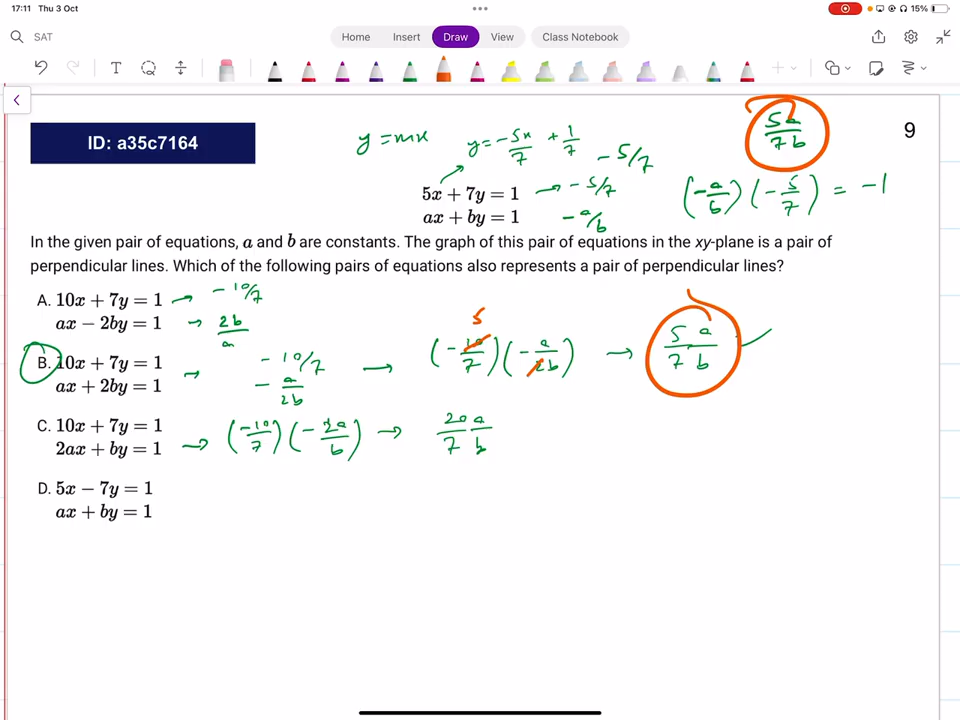 17:11 Thu 3 Oct
15%
SAT
Home Insert Draw View Class Notebook
ID: a35c7164
9
y = mx
y = -5x/7 + 1/7
-5/7
5a/7b
5x + 7y = 1 → -5/7
ax + by = 1 -a/b
(-a/b)(-5/7) = -1
In the given pair of equations, a and b are constants. The graph of this pair of equations in the xy-plane is a pair of
perpendicular lines. Which of the following pairs of equations also represents a pair of perpendicular lines?
A. 10x + 7y = 1 → -10/7
ax − 2by = 1 → 2b/a
B. 10x + 7y = 1 → -10/7
ax + 2by = 1 -a/2b
→ (-10/7)(-a/2b) → 5a/7b
5
C. 10x + 7y = 1
2ax + by = 1
→ (-10/7)(-2a/b) → 20a/7b
D. 5x − 7y = 1
ax + by = 1